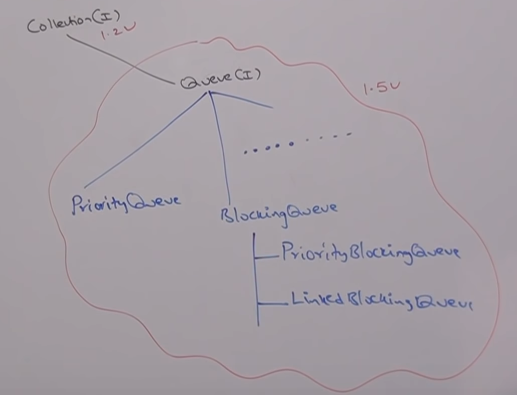 Collection(I)
1.2v
Queue(I)
1.5v
PriorityQueue
BlockingQueue
PriorityBlockingQueue
LinkedBlockingQueue